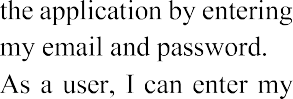 the application by entering
my email and password.
As a user, I can enter my